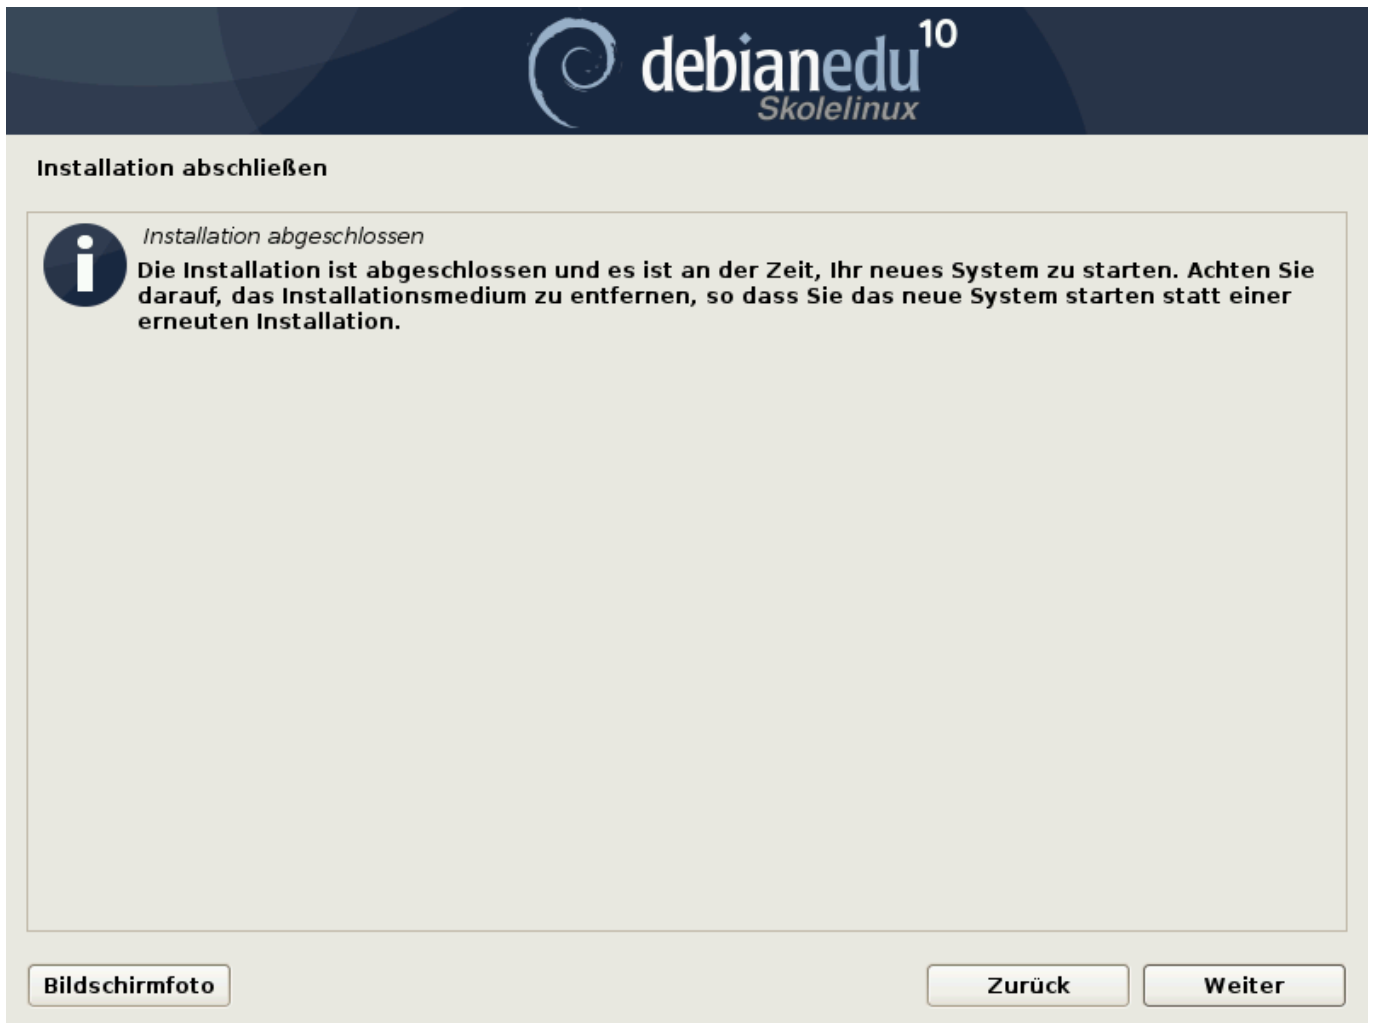 debianedu 10
Skolelinux
Installation abschließen
Installation abgeschlossen
Die Installation ist abgeschlossen und es ist an der Zeit, Ihr neues System zu starten. Achten Sie
darauf, das Installationsmedium zu entfernen, so dass Sie das neue System starten statt einer
erneuten Installation.
Bildschirmfoto
Zurück
Weiter